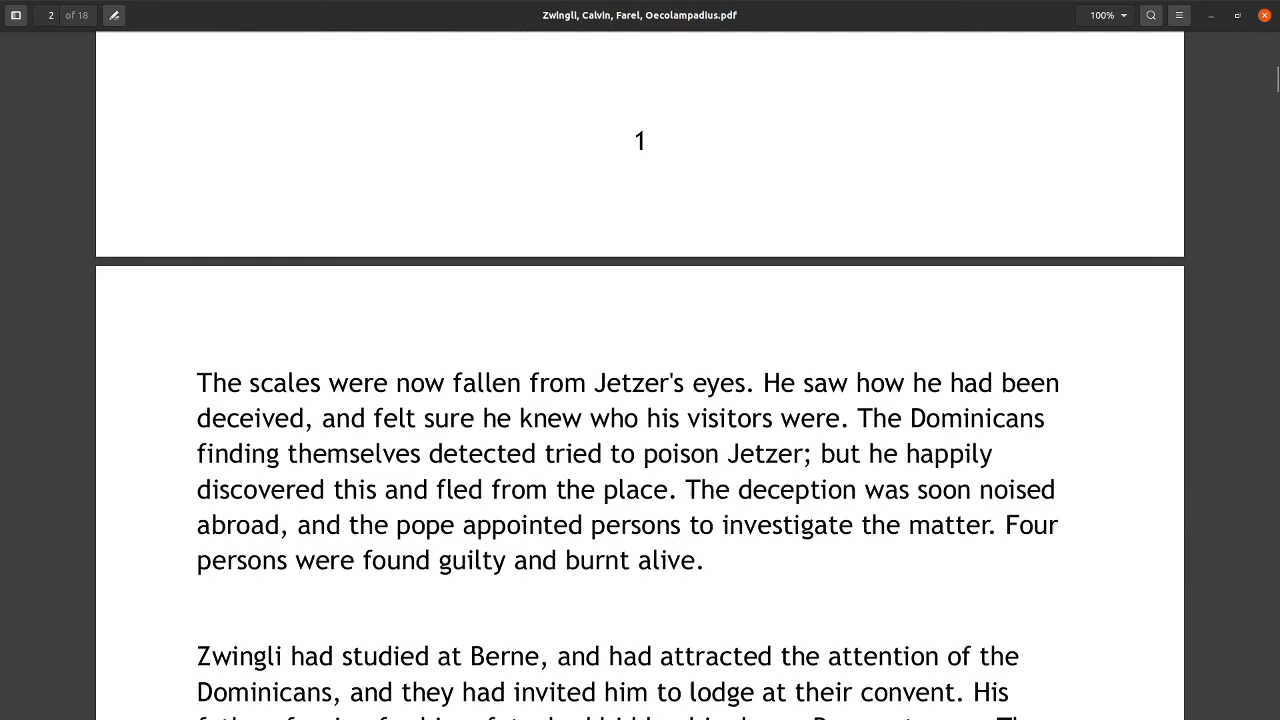 2 of 18
Zwingli, Calvin, Farel, Oecolampadius.pdf
100%
1
The scales were now fallen from Jetzer's eyes. He saw how he had been
deceived, and felt sure he knew who his visitors were. The Dominicans
finding themselves detected tried to poison Jetzer; but he happily
discovered this and fled from the place. The deception was soon noised
abroad, and the pope appointed persons to investigate the matter. Four
persons were found guilty and burnt alive.
Zwingli had studied at Berne, and had attracted the attention of the
Dominicans, and they had invited him to lodge at their convent. His